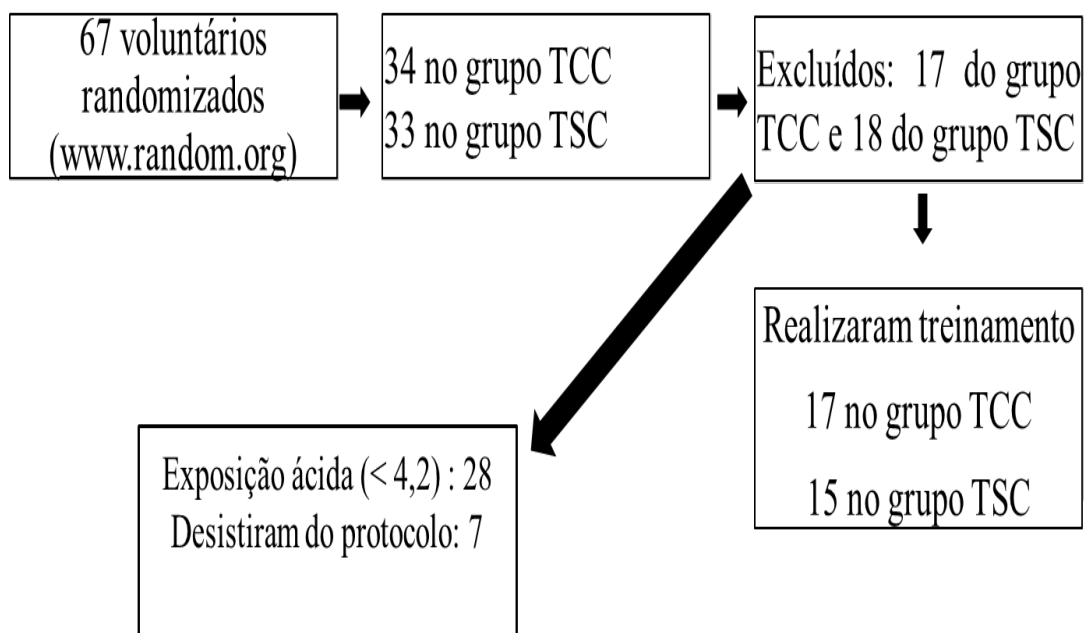 67 voluntários
randomizados
(www.random.org)
34 no grupo TCC
33 no grupo TSC
Excluídos: 17 do grupo
TCC e 18 do grupo TSC
Realizaram treinamento
17 no grupo TCC
15 no grupo TSC
Exposição ácida (< 4,2) : 28
Desistiram do protocolo: 7